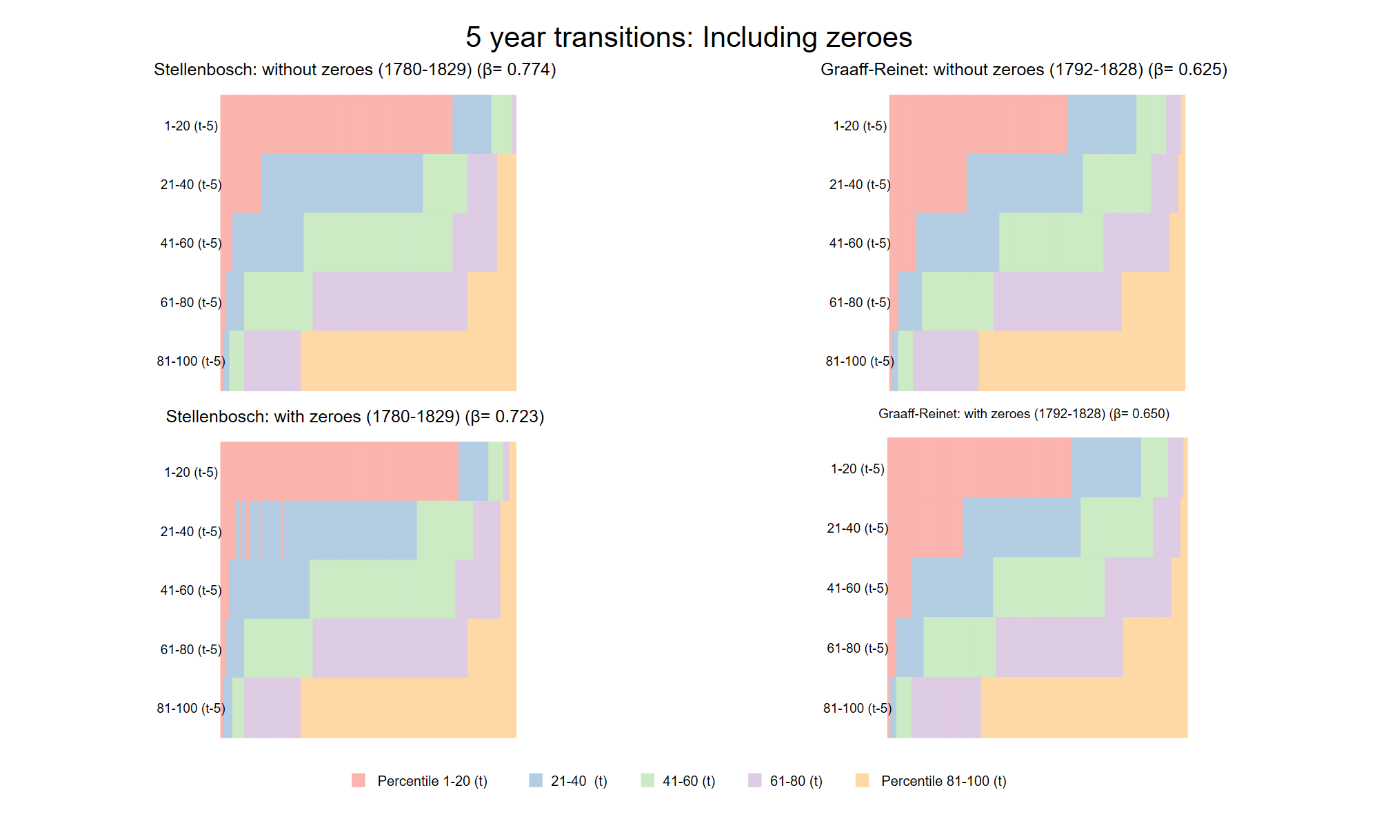 5 year transitions: Including zeroes
Stellenbosch: without zeroes (1780-1829) (β= 0.774)
1-20 (t-5)
21-40 (t-5)
41-60 (t-5)
61-80 (t-5)
81-100 (t-5)
Graaff-Reinet: without zeroes (1792-1828) (β= 0.625)
1-20 (t-5)
21-40 (t-5)
41-60 (t-5)
61-80 (t-5)
81-100 (t-5)
Stellenbosch: with zeroes (1780-1829) (β= 0.723)
1-20 (t-5)
21-40 (t-5)
41-60 (t-5)
61-80 (t-5)
81-100 (t-5)
Graaff-Reinet: with zeroes (1792-1828) (β= 0.650)
1-20 (t-5)
21-40 (t-5)
41-60 (t-5)
61-80 (t-5)
81-100 (t-5)
Percentile 1-20 (t) 21-40 (t) 41-60 (t) 61-80 (t) Percentile 81-100 (t)